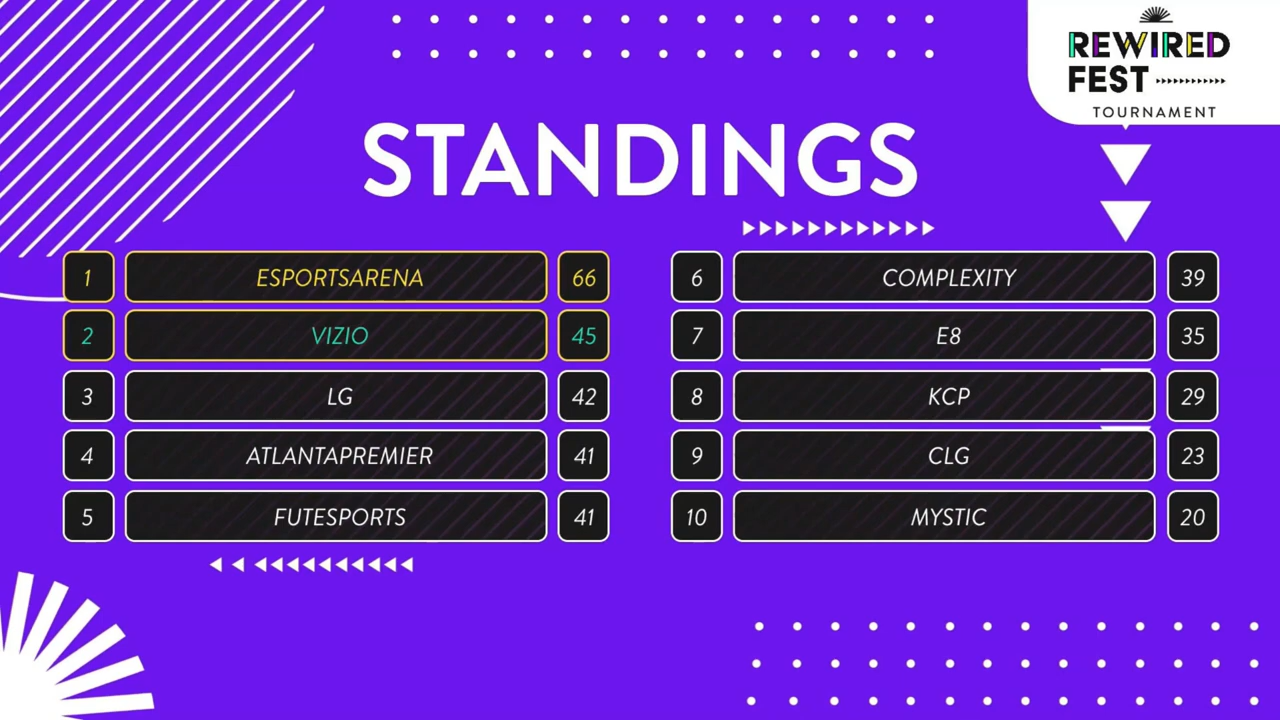 REWIRED
FEST
TOURNAMENT
STANDINGS
1 ESPORTSARENA 66
2 VIZIO 45
3 LG 42
4 ATLANTAPREMIER 41
5 FUTESPORTS 41
6 COMPLEXITY 39
7 E8 35
8 KCP 29
9 CLG 23
10 MYSTIC 20